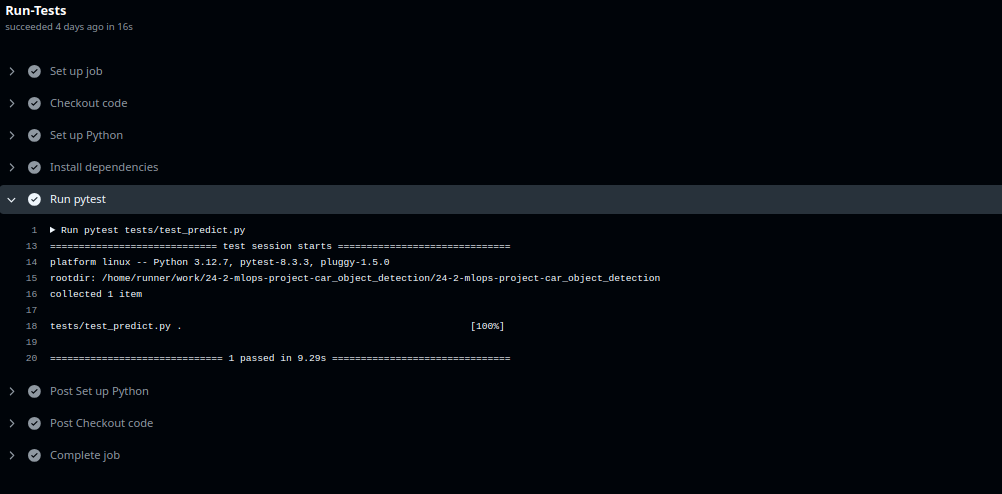 Run-Tests
succeeded 4 days ago in 16s
Set up job
Checkout code
Set up Python
Install dependencies
Run pytest
1 Run pytest tests/test_predict.py
13 ============================= test session starts ==============================
14 platform linux -- Python 3.12.7, pytest-8.3.3, pluggy-1.5.0
15 rootdir: /home/runner/work/24-2-mlops-project-car_object_detection/24-2-mlops-project-car_object_detection
16 collected 1 item
17
18 tests/test_predict.py . [100%]
19
20 ============================== 1 passed in 9.29s ===============================
Post Set up Python
Post Checkout code
Complete job